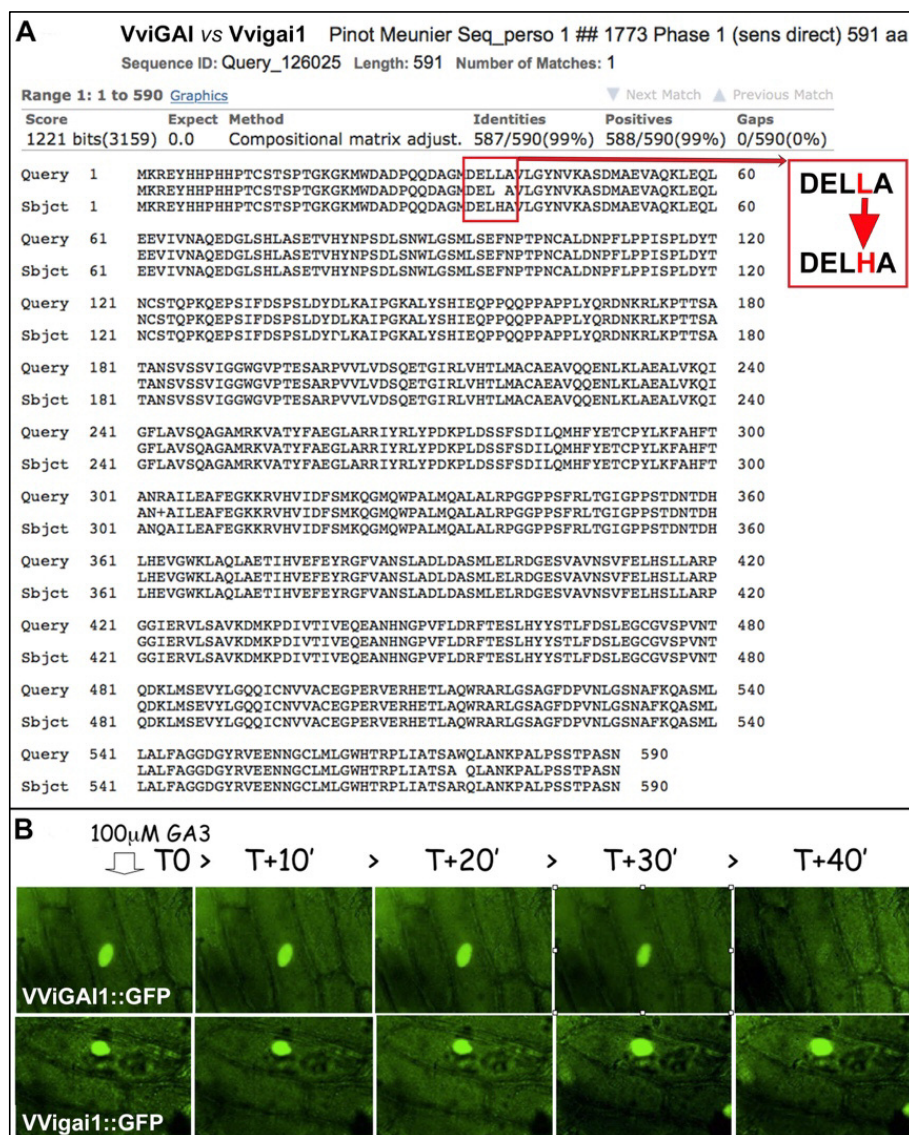 A VviGAI vs Vvigai1 Pinot Meunier Seq_perso 1 ## 1773 Phase 1 (sens direct) 591 aa
Sequence ID: Query_126025 Length: 591 Number of Matches: 1
Range 1: 1 to 590 Graphics ▼ Next Match ▲ Previous Match
Score Expect Method Identities Positives Gaps
1221 bits(3159) 0.0 Compositional matrix adjust. 587/590(99%) 588/590(99%) 0/590(0%)
Query 1 MKREYHHPHHPTCSTSPTGKGKMWDADPQQDAGMDELLAVLGYNVKASDMAEVAQKLEQL 60
MKREYHHPHHPTCSTSPTGKGKMWDADPQQDAGMDEL AVLGYNVKASDMAEVAQKLEQL
Sbjct 1 MKREYHHPHHPTCSTSPTGKGKMWDADPQQDAGMDELHAVLGYNVKASDMAEVAQKLEQL 60
DELLA
DELHA
Query 61 EEVIVNAQEDGLSHLASETVHYNPSDLSNWLGSMLSEFNPTPNCALDNPFLPPISPLDYT 120
EEVIVNAQEDGLSHLASETVHYNPSDLSNWLGSMLSEFNPTPNCALDNPFLPPISPLDYT
Sbjct 61 EEVIVNAQEDGLSHLASETVHYNPSDLSNWLGSMLSEFNPTPNCALDNPFLPPISPLDYT 120
Query 121 NCSTQPKQEPSIFDSPSLDYDLKAIPGKALYSHIEQPPQQPPAPPLYQRDNKRLKPTTSA 180
NCSTQPKQEPSIFDSPSLDYDLKAIPGKALYSHIEQPPQQPPAPPLYQRDNKRLKPTTSA
Sbjct 121 NCSTQPKQEPSIFDSPSLDYDLKAIPGKALYSHIEQPPQQPPAPPLYQRDNKRLKPTTSA 180
Query 181 TANSVSSVIGGWGVPTESARPVVLVDSQETGIRLVHTLMACAEAVQQENLKLAEALVKQI 240
TANSVSSVIGGWGVPTESARPVVLVDSQETGIRLVHTLMACAEAVQQENLKLAEALVKQI
Sbjct 181 TANSVSSVIGGWGVPTESARPVVLVDSQETGIRLVHTLMACAEAVQQENLKLAEALVKQI 240
Query 241 GFLAVSQAGAMRKVATYFAEGLARRIYRLYPDKPLDSSFSDILQMHFYETCPYLKFAHFT 300
GFLAVSQAGAMRKVATYFAEGLARRIYRLYPDKPLDSSFSDILQMHFYETCPYLKFAHFT
Sbjct 241 GFLAVSQAGAMRKVATYFAEGLARRIYRLYPDKPLDSSFSDILQMHFYETCPYLKFAHFT 300
Query 301 ANRAILEAFEGKKRVHVIDFSMKQGMQWPALMQALALRPGGPPSFRLTGIGPPSTDNTDH 360
AN+AILEAFEGKKRVHVIDFSMKQGMQWPALMQALALRPGGPPSFRLTGIGPPSTDNTDH
Sbjct 301 ANQAILEAFEGKKRVHVIDFSMKQGMQWPALMQALALRPGGPPSFRLTGIGPPSTDNTDH 360
Query 361 LHEVGWKLAQLAETIHVEFEYRGFVANSLADLDASMLELRDGESVAVNSVFELHSLLARP 420
LHEVGWKLAQLAETIHVEFEYRGFVANSLADLDASMLELRDGESVAVNSVFELHSLLARP
Sbjct 361 LHEVGWKLAQLAETIHVEFEYRGFVANSLADLDASMLELRDGESVAVNSVFELHSLLARP 420
Query 421 GGIERVLSAVKDMKPDIVTIVEQEANHNGPVFLDRFTESLHYYSTLFDSLEGCGVSPVNT 480
GGIERVLSAVKDMKPDIVTIVEQEANHNGPVFLDRFTESLHYYSTLFDSLEGCGVSPVNT
Sbjct 421 GGIERVLSAVKDMKPDIVTIVEQEANHNGPVFLDRFTESLHYYSTLFDSLEGCGVSPVNT 480
Query 481 QDKLMSEVYLGQQICNVVACEGPERVERHETLAQWRARLGSAGFDPVNLGSNAFKQASML 540
QDKLMSEVYLGQQICNVVACEGPERVERHETLAQWRARLGSAGFDPVNLGSNAFKQASML
Sbjct 481 QDKLMSEVYLGQQICNVVACEGPERVERHETLAQWRARLGSAGFDPVNLGSNAFKQASML 540
Query 541 LALFAGGDGYRVEENNGCLMLGWHTRPLIATSAWQLANKPALPSSTPASN 590
LALFAGGDGYRVEENNGCLMLGWHTRPLIATSA QLANKPALPSSTPASN
Sbjct 541 LALFAGGDGYRVEENNGCLMLGWHTRPLIATSARQLANKPALPSSTPASN 590
B 100µM GA3
T0 > T+10' > T+20' > T+30' > T+40'
VViGAI1::GFP
VVigai1::GFP